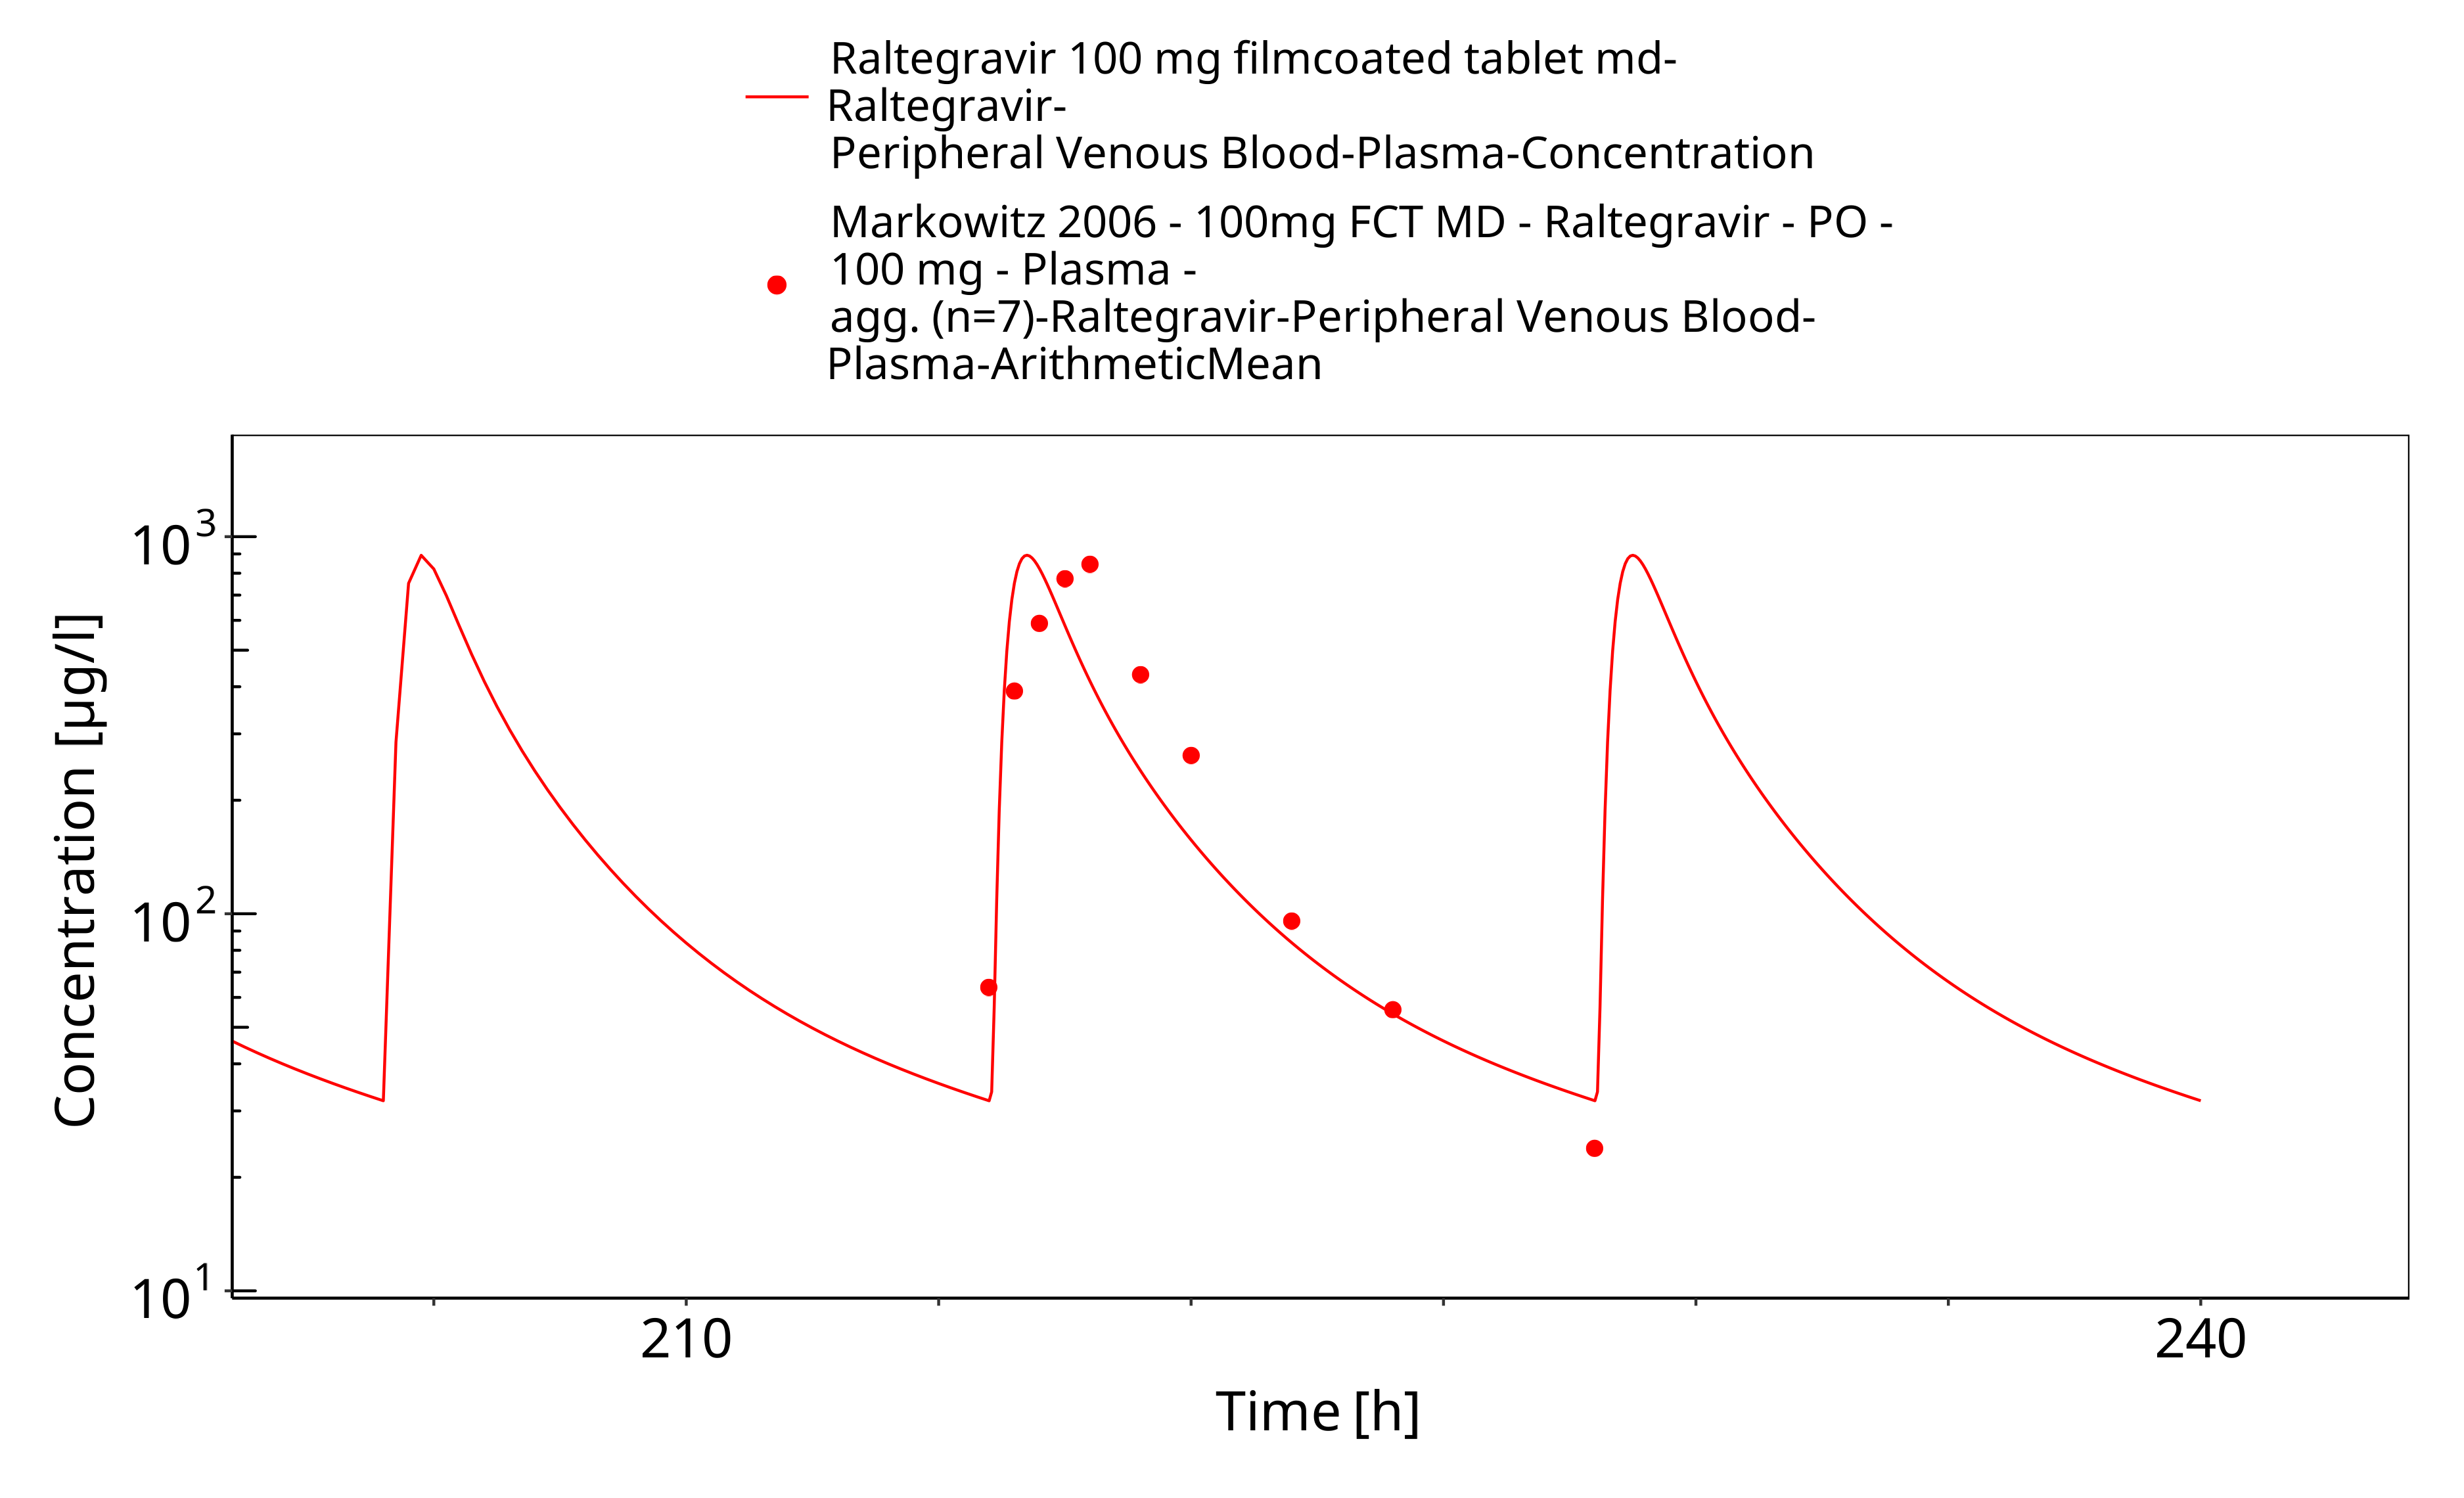 Raltegravir 100 mg filmcoated tablet md-
Raltegravir-
Peripheral Venous Blood-Plasma-Concentration
Markowitz 2006 - 100mg FCT MD - Raltegravir - PO -
100 mg - Plasma -
agg. (n=7)-Raltegravir-Peripheral Venous Blood-
Plasma-ArithmeticMean
Concentration [µg/l]
10³
10²
10¹
210
240
Time [h]